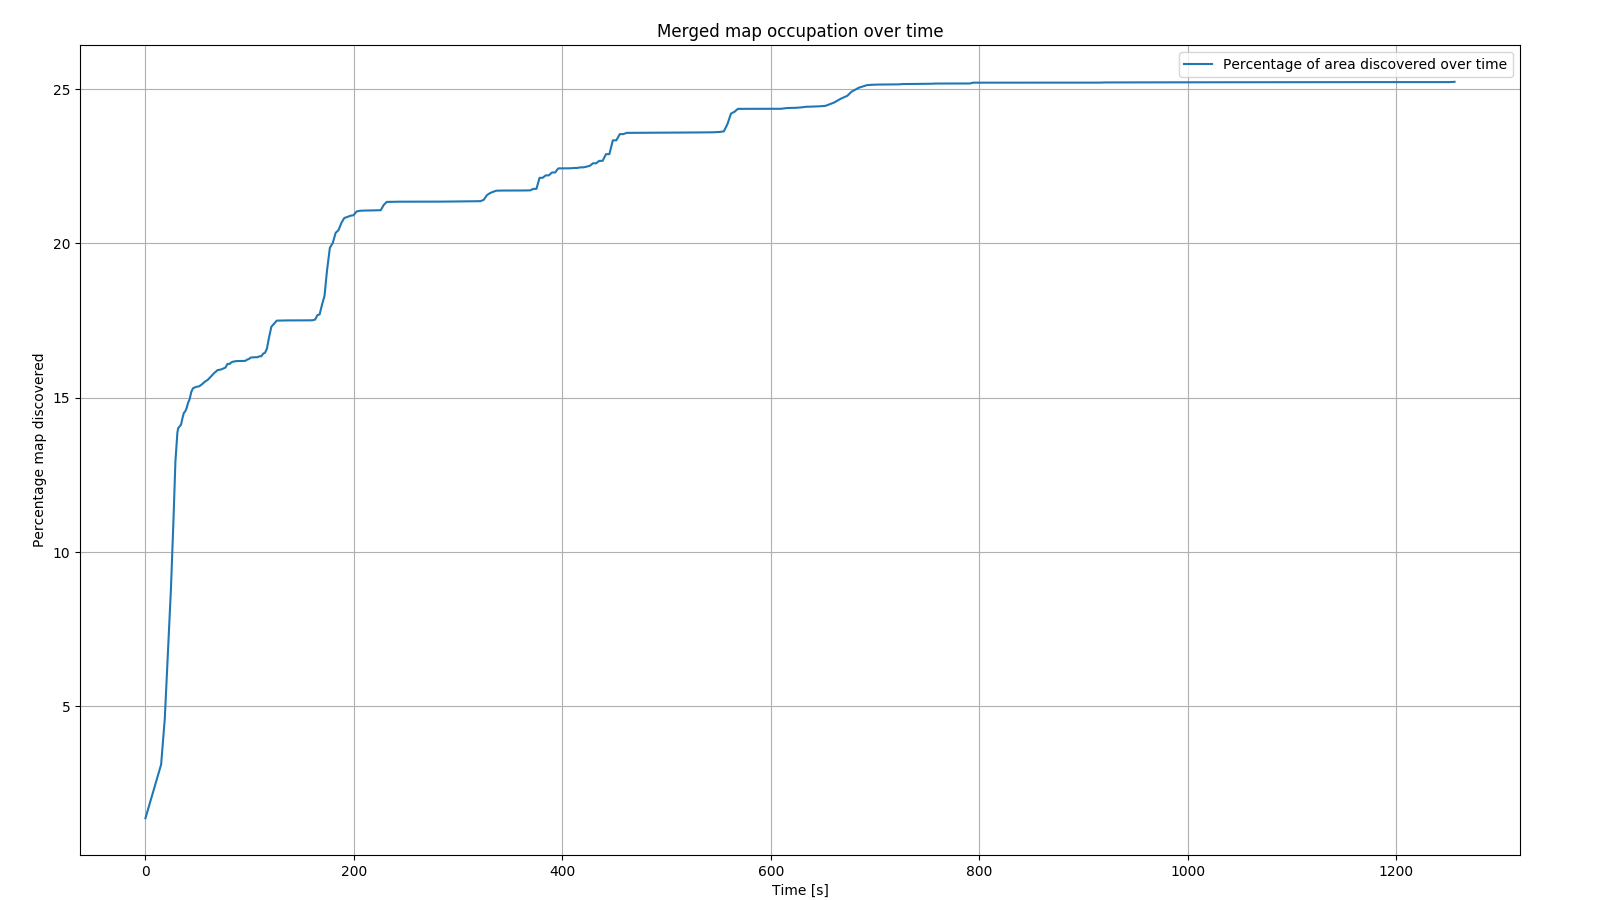 Merged map occupation over time
Percentage of area discovered over time
Percentage map discovered
25
20
15
10
5
0 200 400 600 800 1000 1200
Time [s]